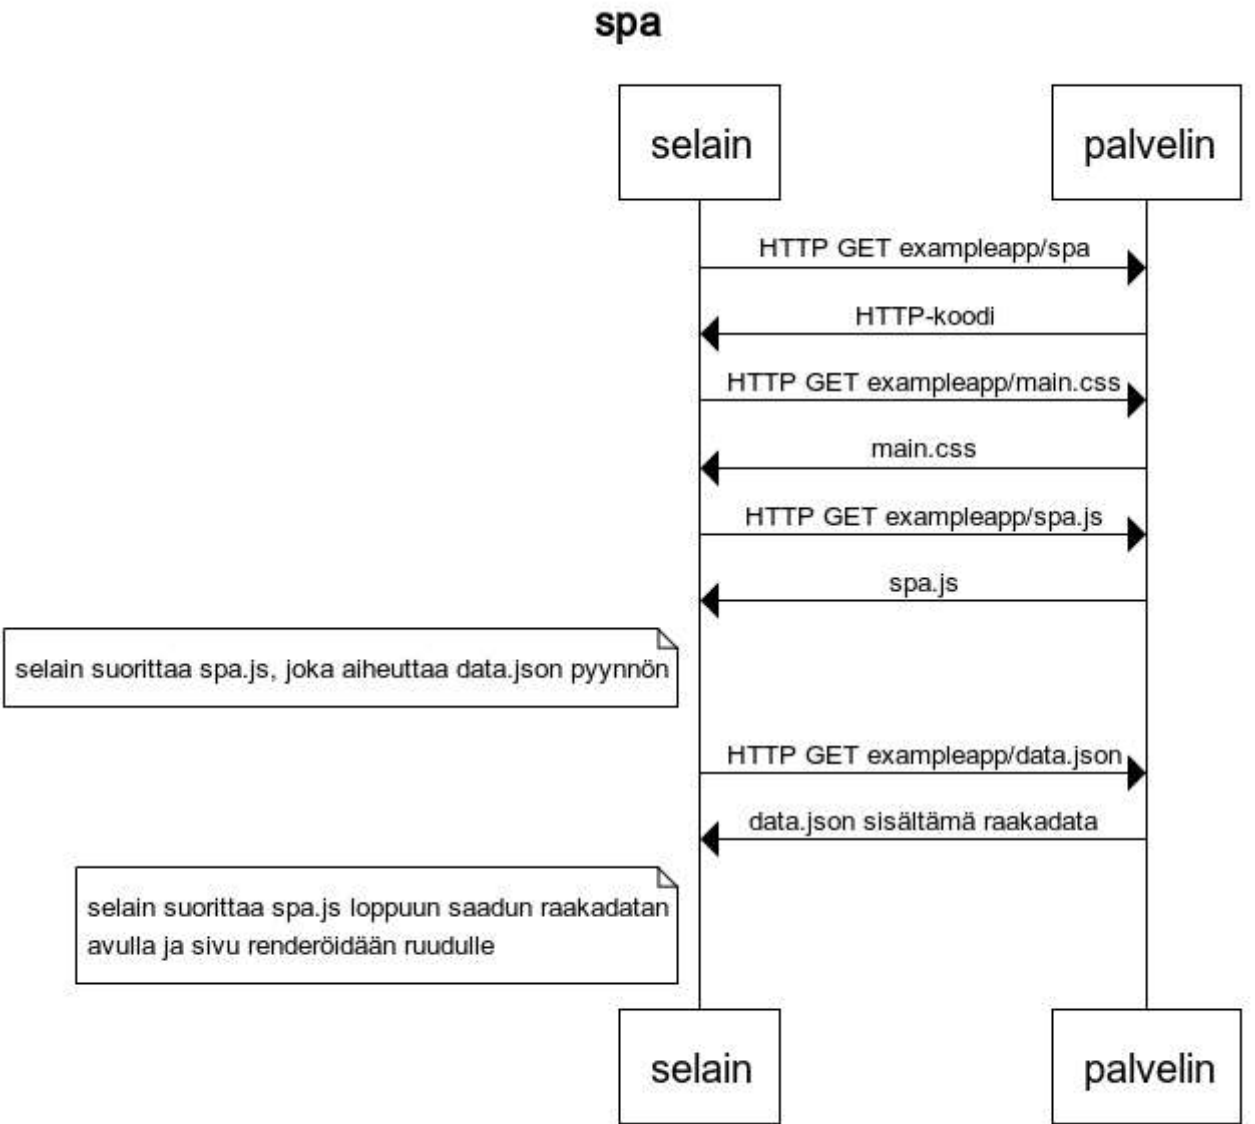 spa
selain
palvelin
HTTP GET exampleapp/spa
HTTP-koodi
HTTP GET exampleapp/main.css
main.css
HTTP GET exampleapp/spa.js
spa.js
selain suorittaa spa.js, joka aiheuttaa data.json pyynnön
HTTP GET exampleapp/data.json
data.json sisältämä raakadata
selain suorittaa spa.js loppuun saadun raakadatan
avulla ja sivu renderöidään ruudulle
selain
palvelin